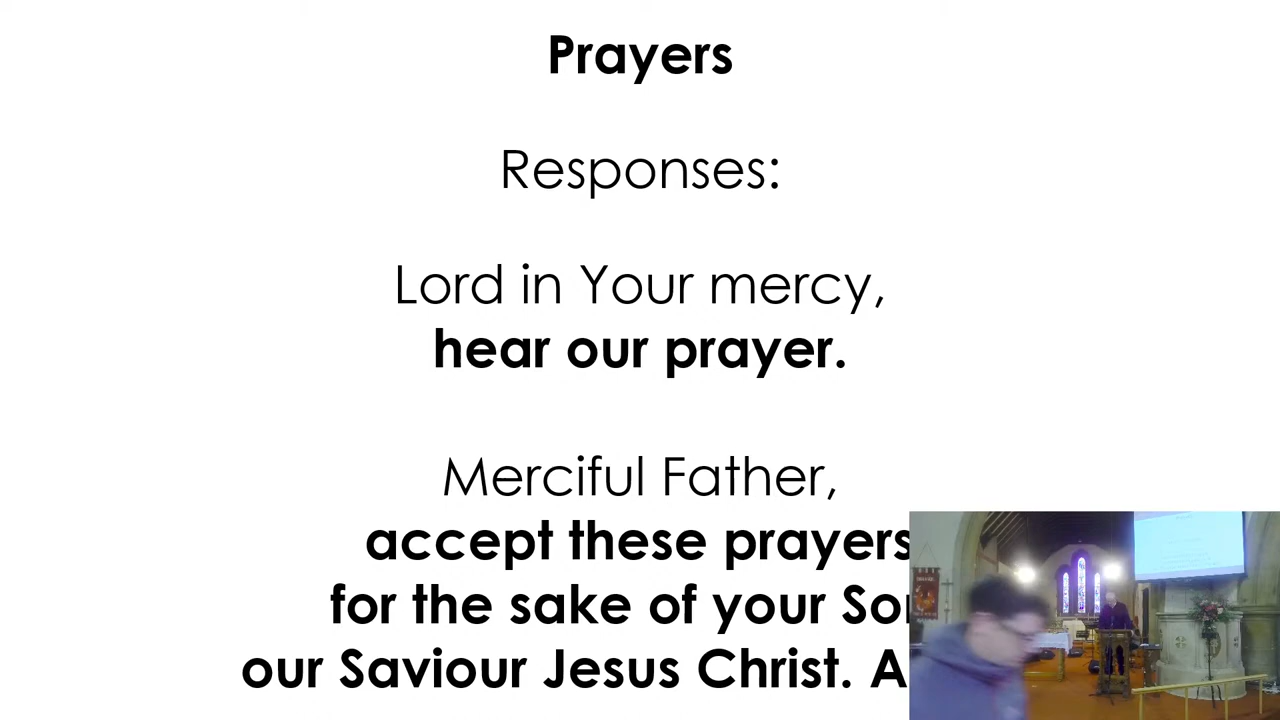 Prayers
Responses:
Lord in Your mercy,
hear our prayer.
Merciful Father,
accept these prayers
for the sake of your
our Saviour Jesus Christ.